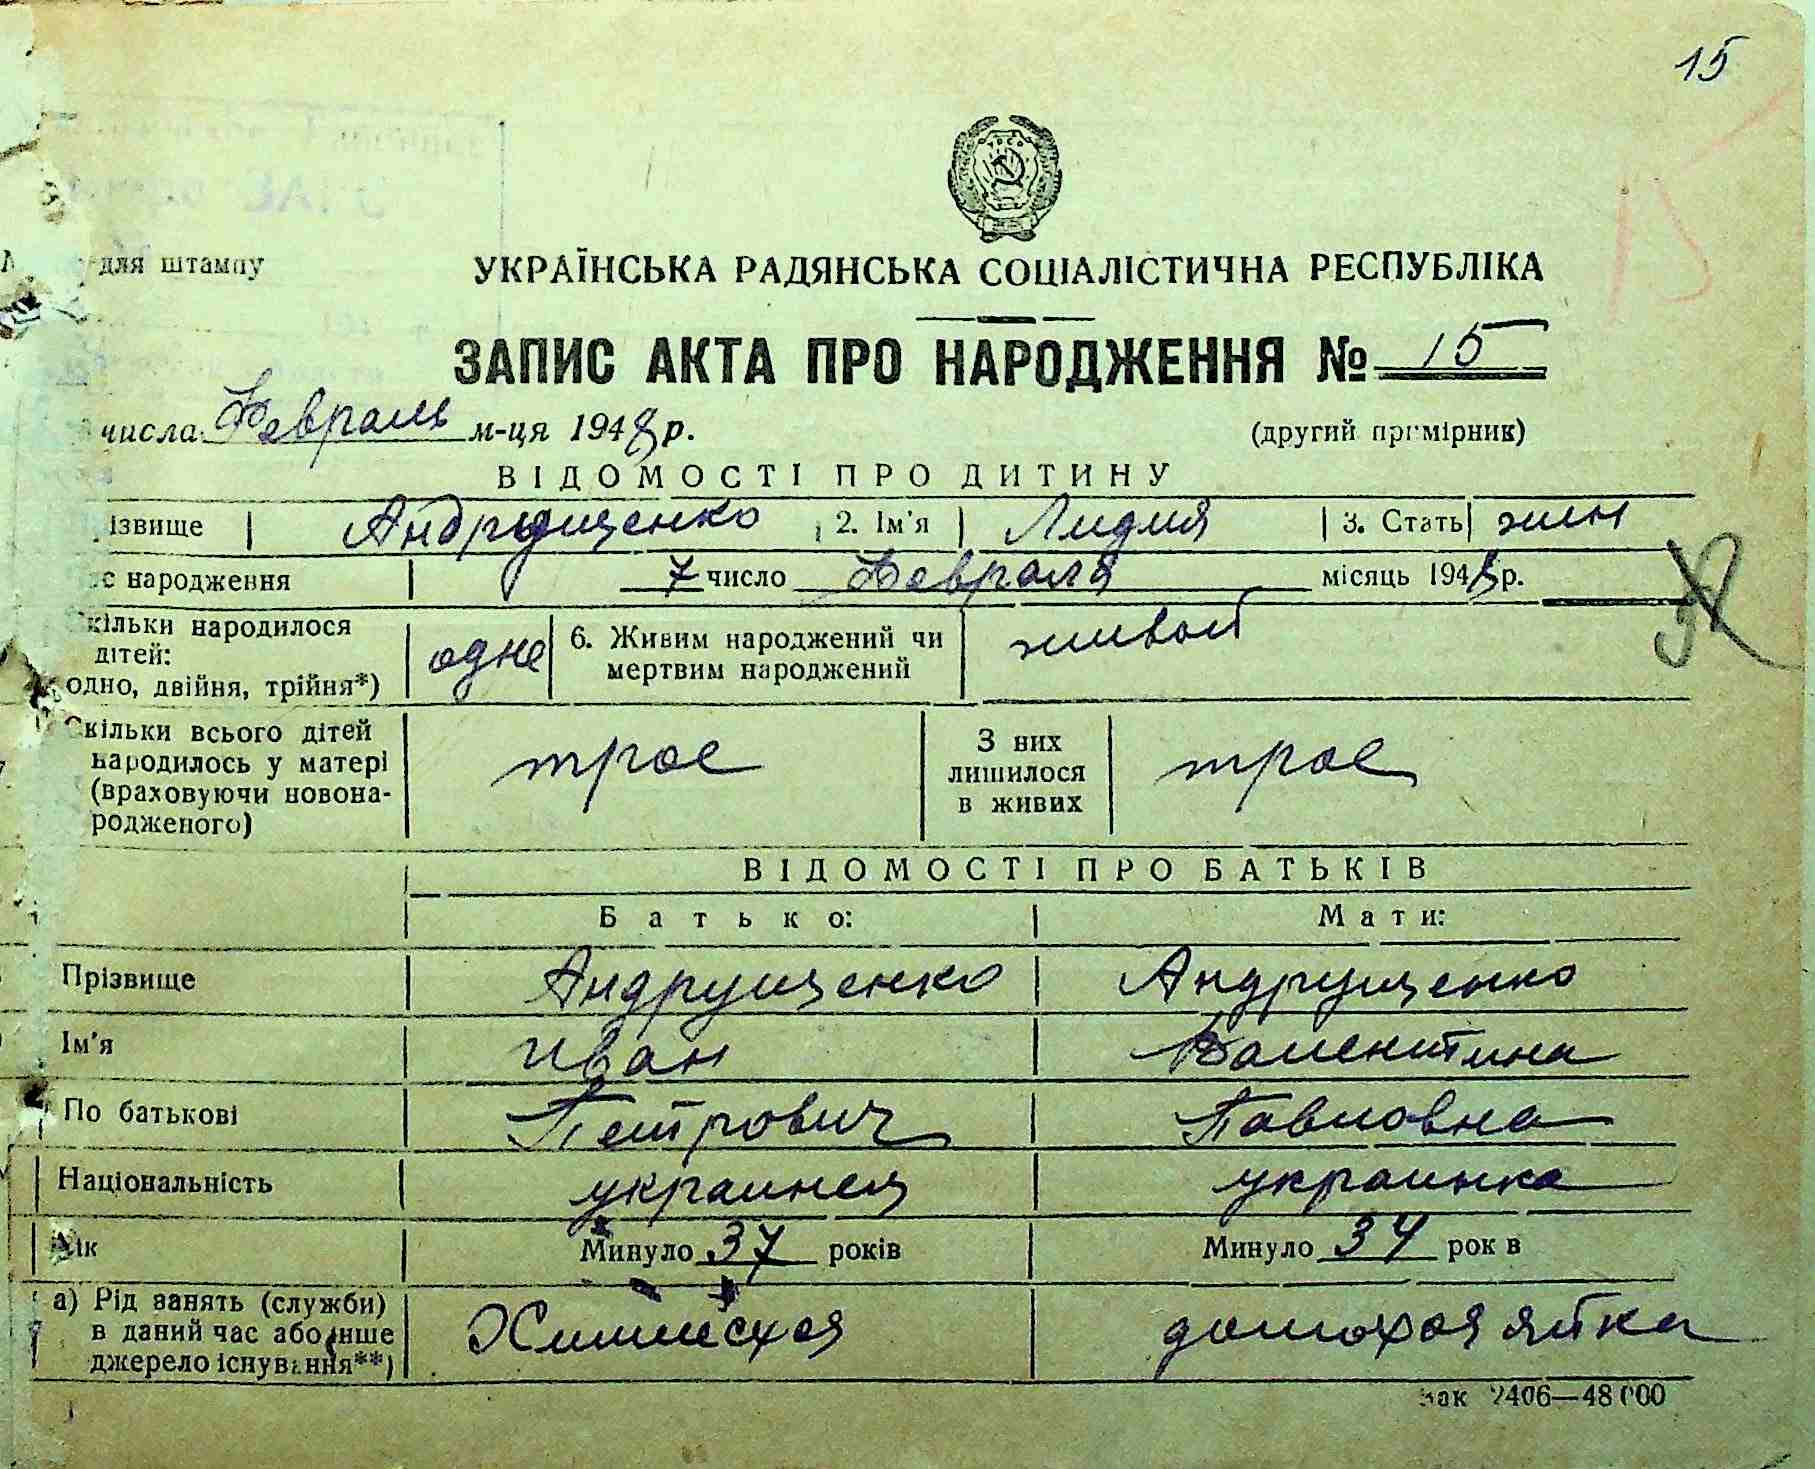 15
для штампу
УКРАЇНСЬКА РАДЯНСЬКА СОЦІАЛІСТИЧНА РЕСПУБЛІКА
ЗАПИС АКТА ПРО НАРОДЖЕННЯ № 15
числа Февраль м-ця 1948 р.
(другий примірник)
ВІДОМОСТІ ПРО ДИТИНУ
ізвище Андрущенко 2. Ім'я Лидия 3. Стать жен
с народження 7 число Февраля місяць 1948 р.
кільки народилося дітей: одно, двійня, трійня*) одне 6. Живим народжений чи мертвим народжений живой
Скільки всього дітей народилось у матері (враховуючи новонародженого) трое З них лишилося в живих трое
ВІДОМОСТІ ПРО БАТЬКІВ
Батько: Мати:
Прізвище Андрущенко Андрущенко
Ім'я Иван Валентина
По батькові Петрович Павловна
Національність украинец украинка
Вік Минуло 37 років Минуло 34 рок в
а) Рід занять (служби) в даний час або інше джерело існування**) домохозяйка
Зак 2406—48000